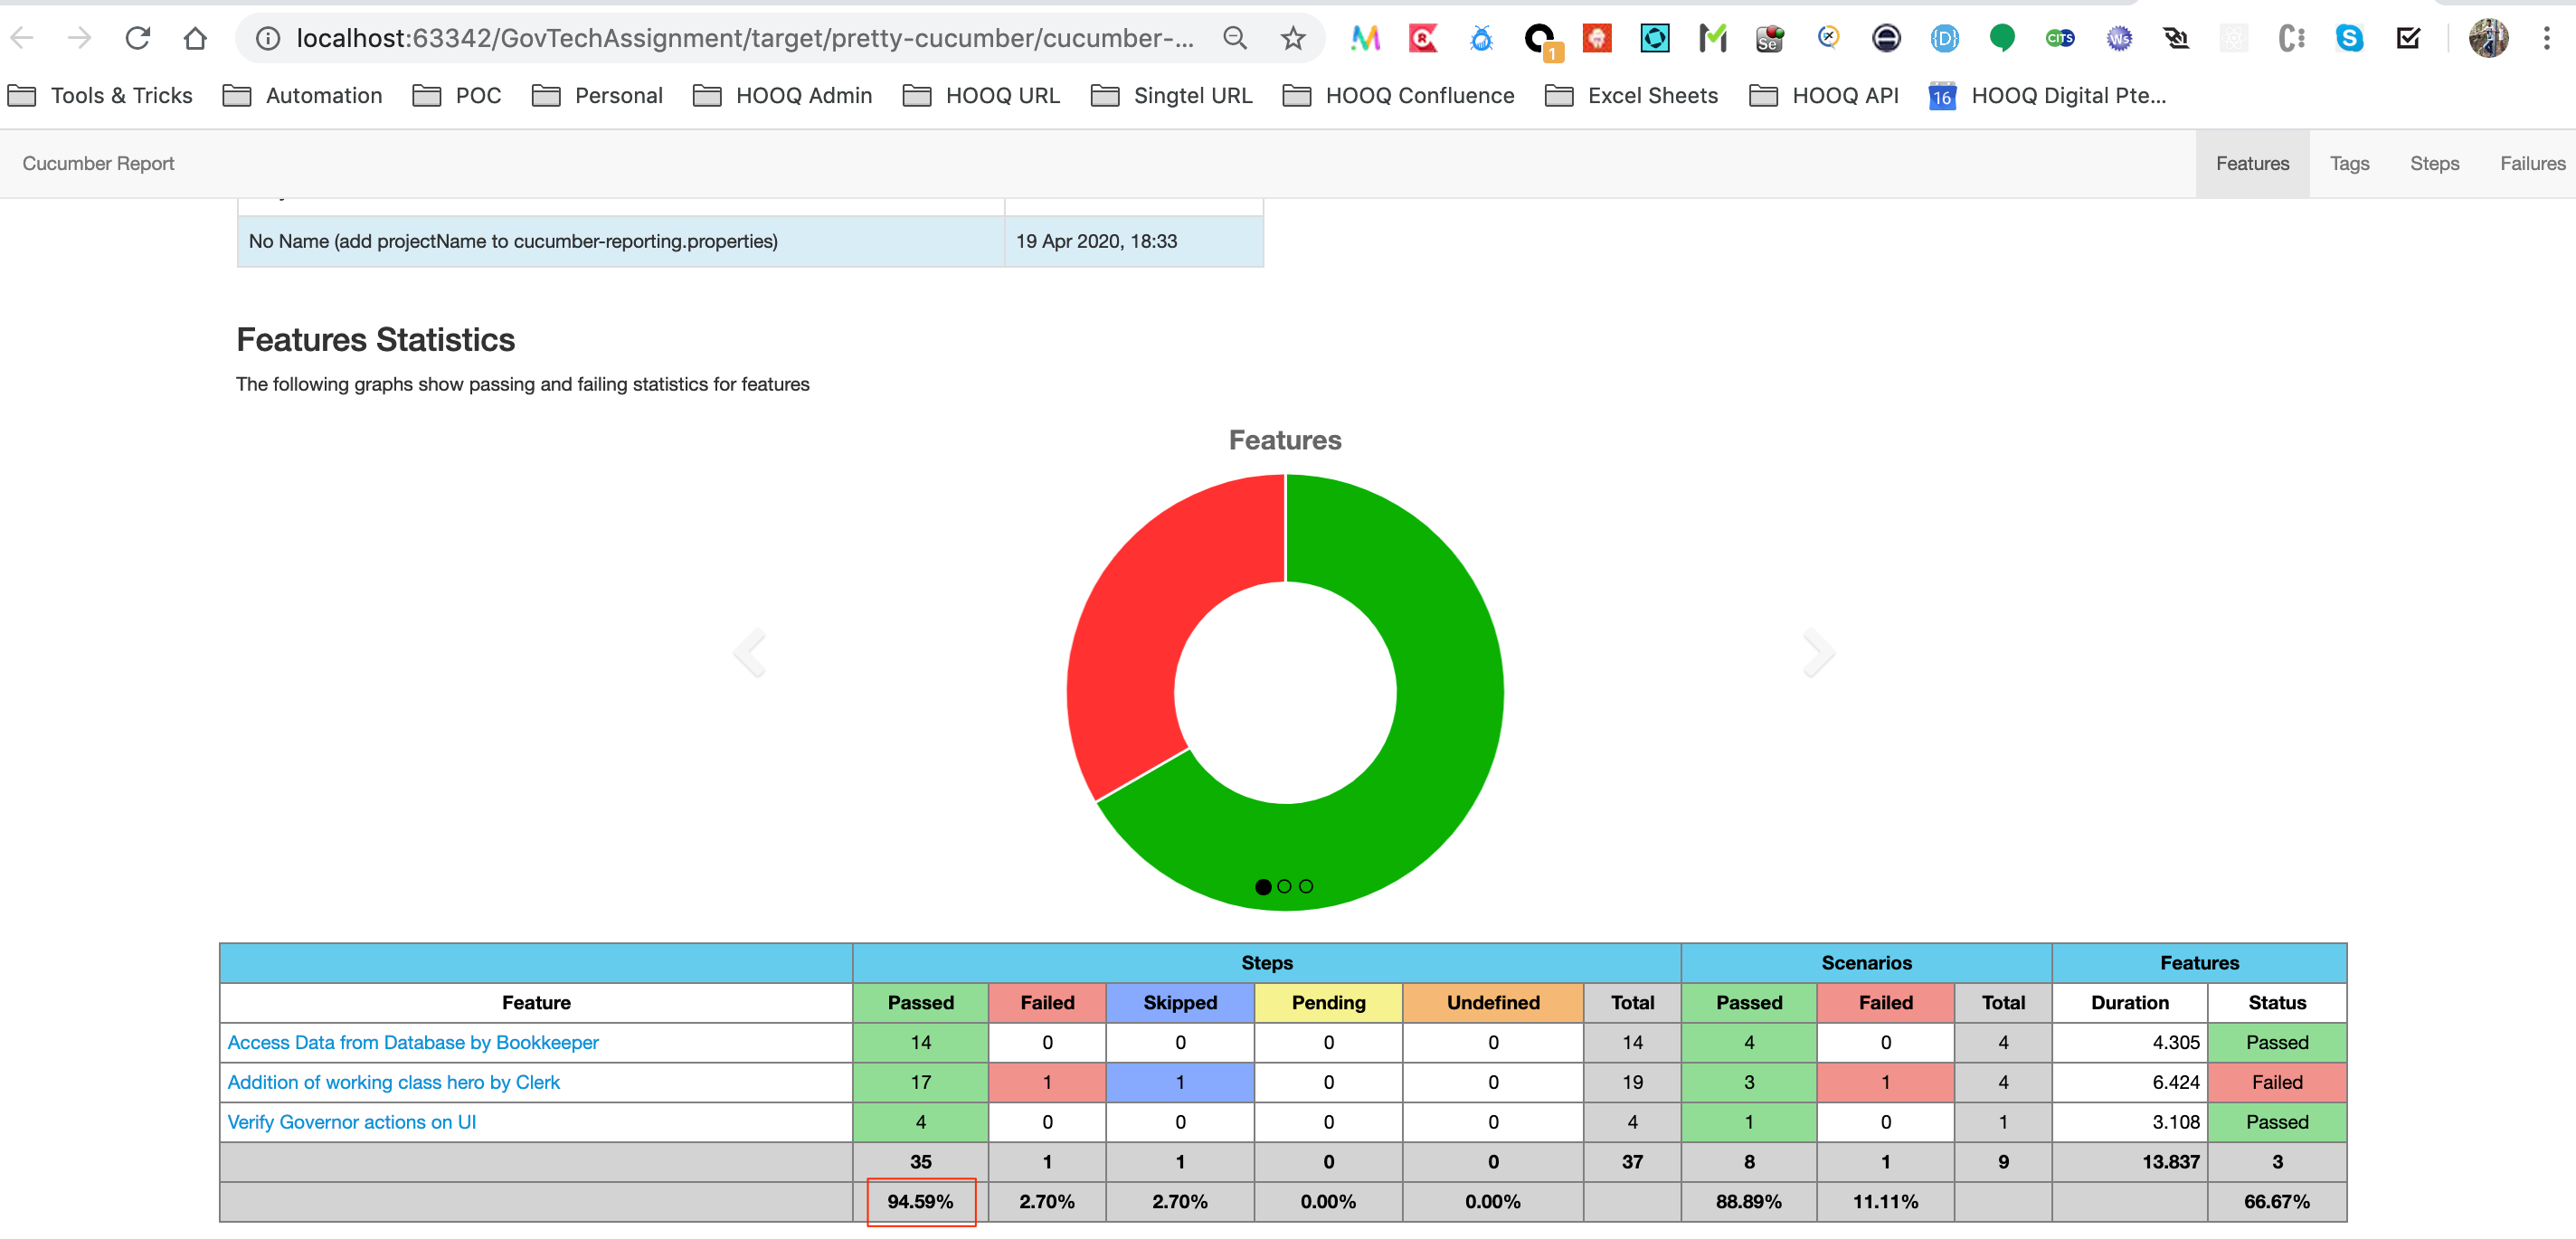 localhost:63342/GovTechAssignment/target/pretty-cucumber/cucumber-...
1
Se
{D}
CITS
Ws
S
Tools & Tricks Automation POC Personal HOOQ Admin HOOQ URL Singtel URL HOOQ Confluence Excel Sheets HOOQ API 16 HOOQ Digital Pte...
Cucumber Report Features Tags Steps Failures
No Name (add projectName to cucumber-reporting.properties) 19 Apr 2020, 18:33
Features Statistics
The following graphs show passing and failing statistics for features
Features
Steps Scenarios Features
Feature Passed Failed Skipped Pending Undefined Total Passed Failed Total Duration Status
Access Data from Database by Bookkeeper 14 0 0 0 0 14 4 0 4 4.305 Passed
Addition of working class hero by Clerk 17 1 1 0 0 19 3 1 4 6.424 Failed
Verify Governor actions on UI 4 0 0 0 0 4 1 0 1 3.108 Passed
35 1 1 0 0 37 8 1 9 13.837 3
94.59% 2.70% 2.70% 0.00% 0.00% 88.89% 11.11% 66.67%